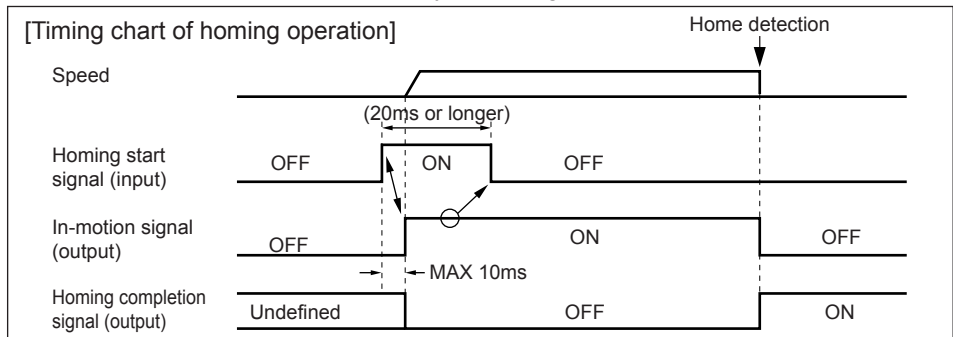 [Timing chart of homing operation]
Home detection
Speed
(20ms or longer)
Homing start
signal (input)
OFF
ON
OFF
In-motion signal
(output)
OFF
ON
OFF
MAX 10ms
Homing completion
signal (output)
Undefined
OFF
ON